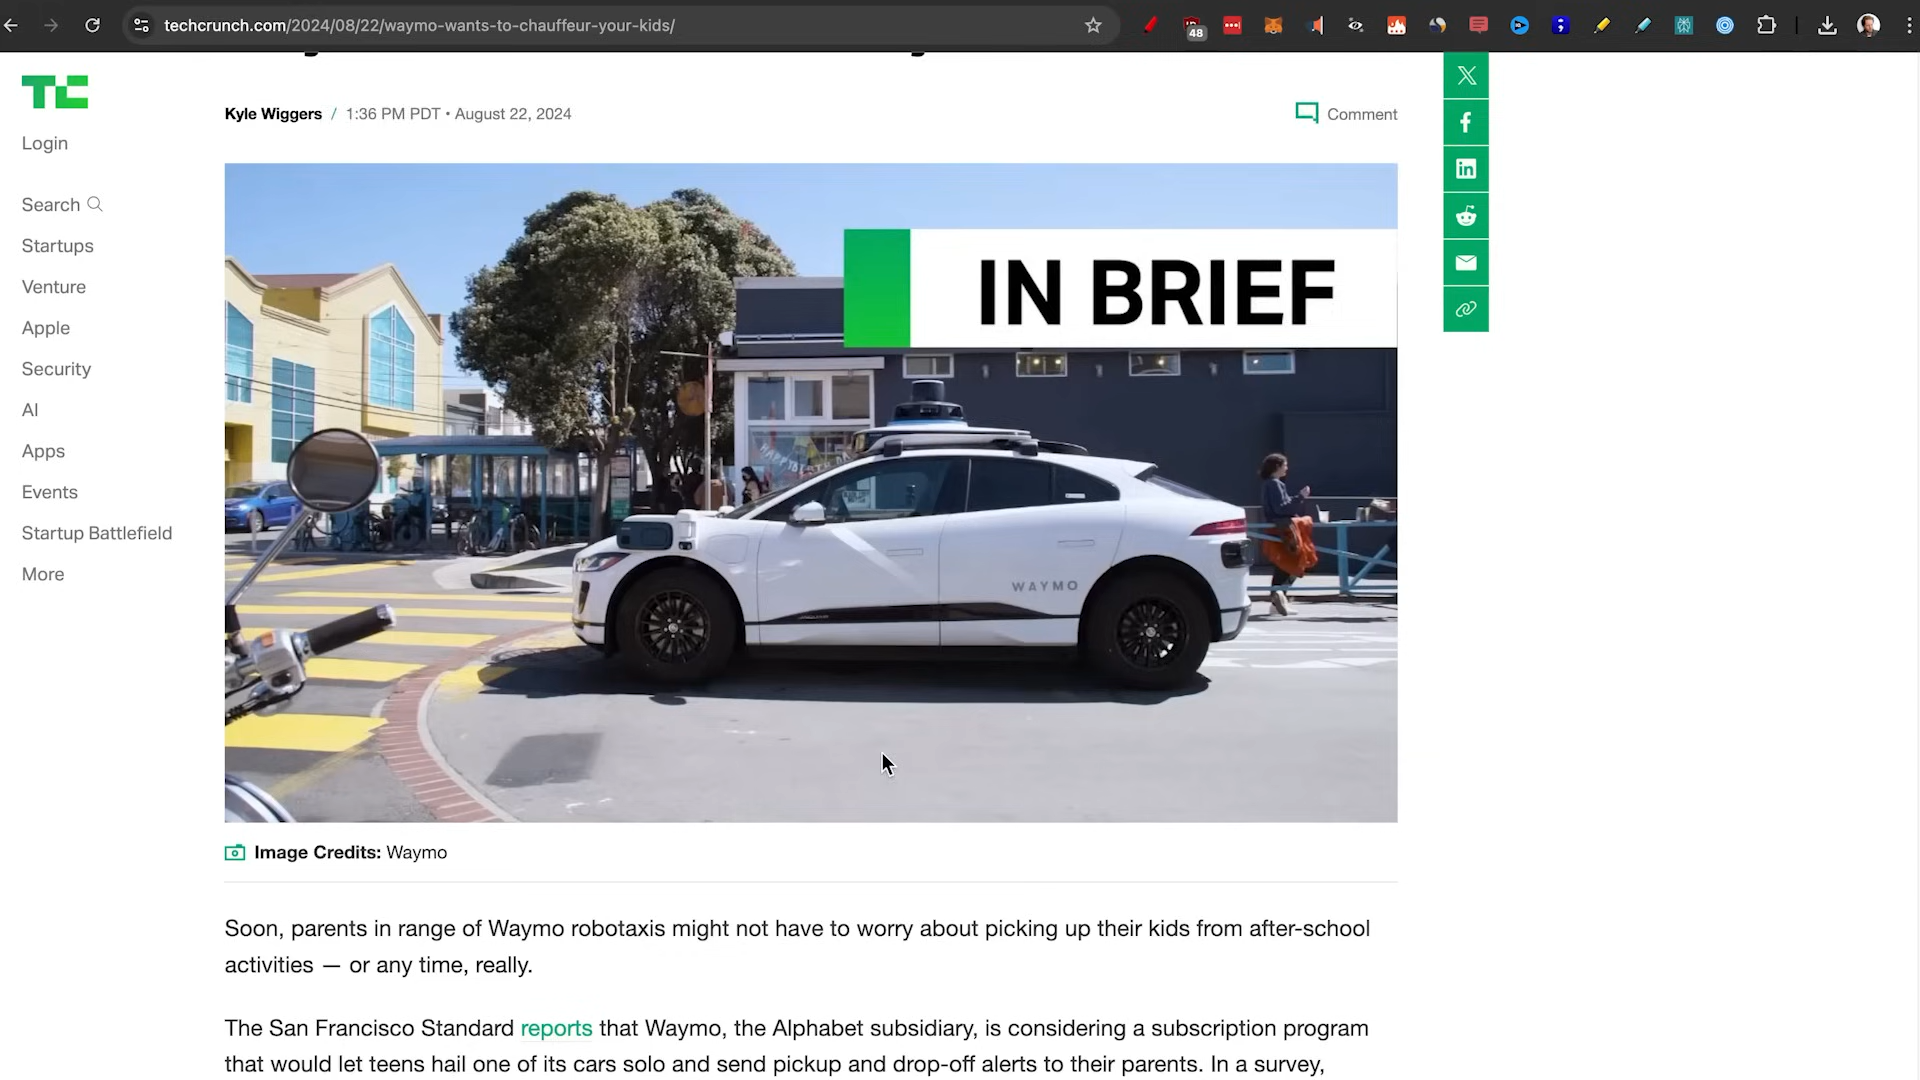 techcrunch.com/2024/08/22/waymo-wants-to-chauffeur-your-kids/
48
TC
Login
Search
Startups
Venture
Apple
Security
AI
Apps
Events
Startup Battlefield
More
Kyle Wiggers / 1:36 PM PDT • August 22, 2024
Comment
IN BRIEF
WAYMO
Image Credits: Waymo
Soon, parents in range of Waymo robotaxis might not have to worry about picking up their kids from after-school
activities — or any time, really.
The San Francisco Standard reports that Waymo, the Alphabet subsidiary, is considering a subscription program
that would let teens hail one of its cars solo and send pickup and drop-off alerts to their parents. In a survey,